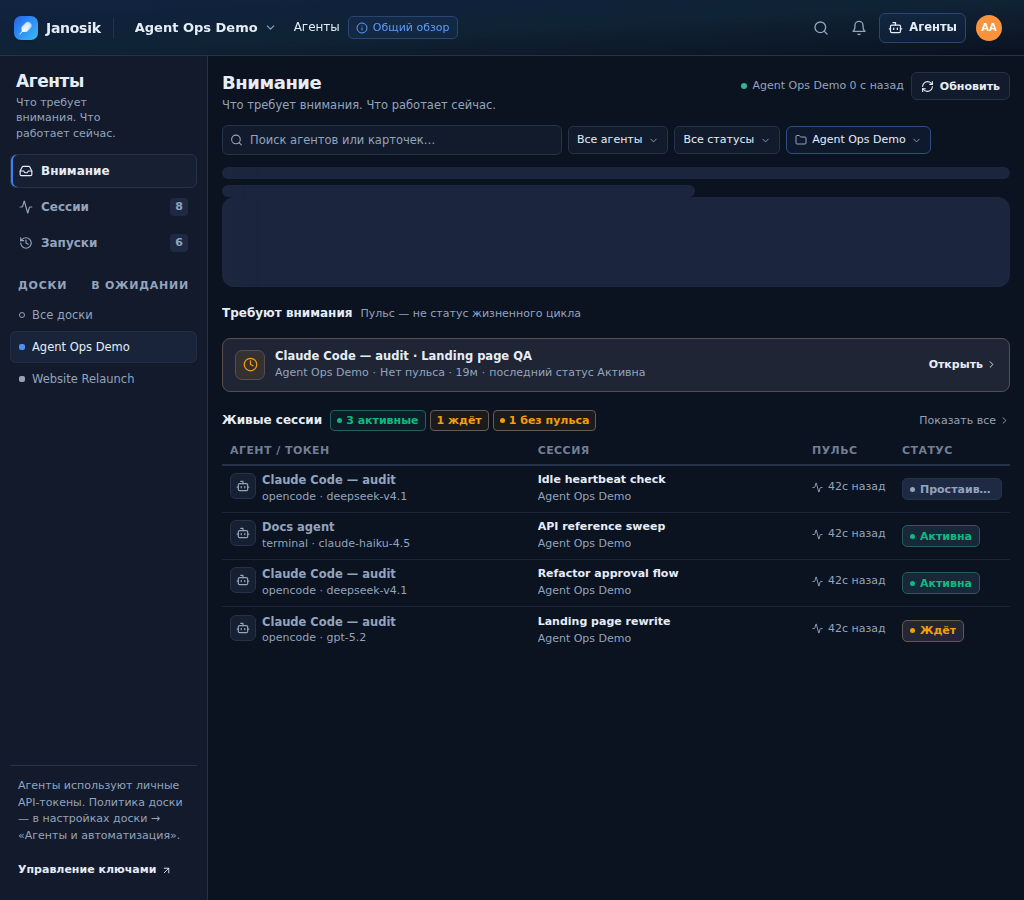 Janosik
Agent Ops Demo
Агенты
Общий обзор
Агенты
AA
Агенты
Что требует
внимания. Что
работает сейчас.
Внимание
Сессии 8
Запуски 6
ДОСКИ В ОЖИДАНИИ
Все доски
Agent Ops Demo
Website Relaunch
Агенты используют личные
API-токены. Политика доски
— в настройках доски →
«Агенты и автоматизация».
Управление ключами
Внимание
Что требует внимания. Что работает сейчас.
Agent Ops Demo 0 с назад
Обновить
Поиск агентов или карточек…
Все агенты
Все статусы
Agent Ops Demo
Требуют внимания Пульс — не статус жизненного цикла
Claude Code — audit · Landing page QA
Agent Ops Demo · Нет пульса · 19м · последний статус Активна
Открыть
Живые сессии 3 активные 1 ждёт 1 без пульса
Показать все
АГЕНТ / ТОКЕН СЕССИЯ ПУЛЬС СТАТУС
Claude Code — audit
opencode · deepseek-v4.1
Idle heartbeat check
Agent Ops Demo
42с назад
Простаив…
Docs agent
terminal · claude-haiku-4.5
API reference sweep
Agent Ops Demo
42с назад
Активна
Claude Code — audit
opencode · deepseek-v4.1
Refactor approval flow
Agent Ops Demo
42с назад
Активна
Claude Code — audit
opencode · gpt-5.2
Landing page rewrite
Agent Ops Demo
42с назад
Ждёт